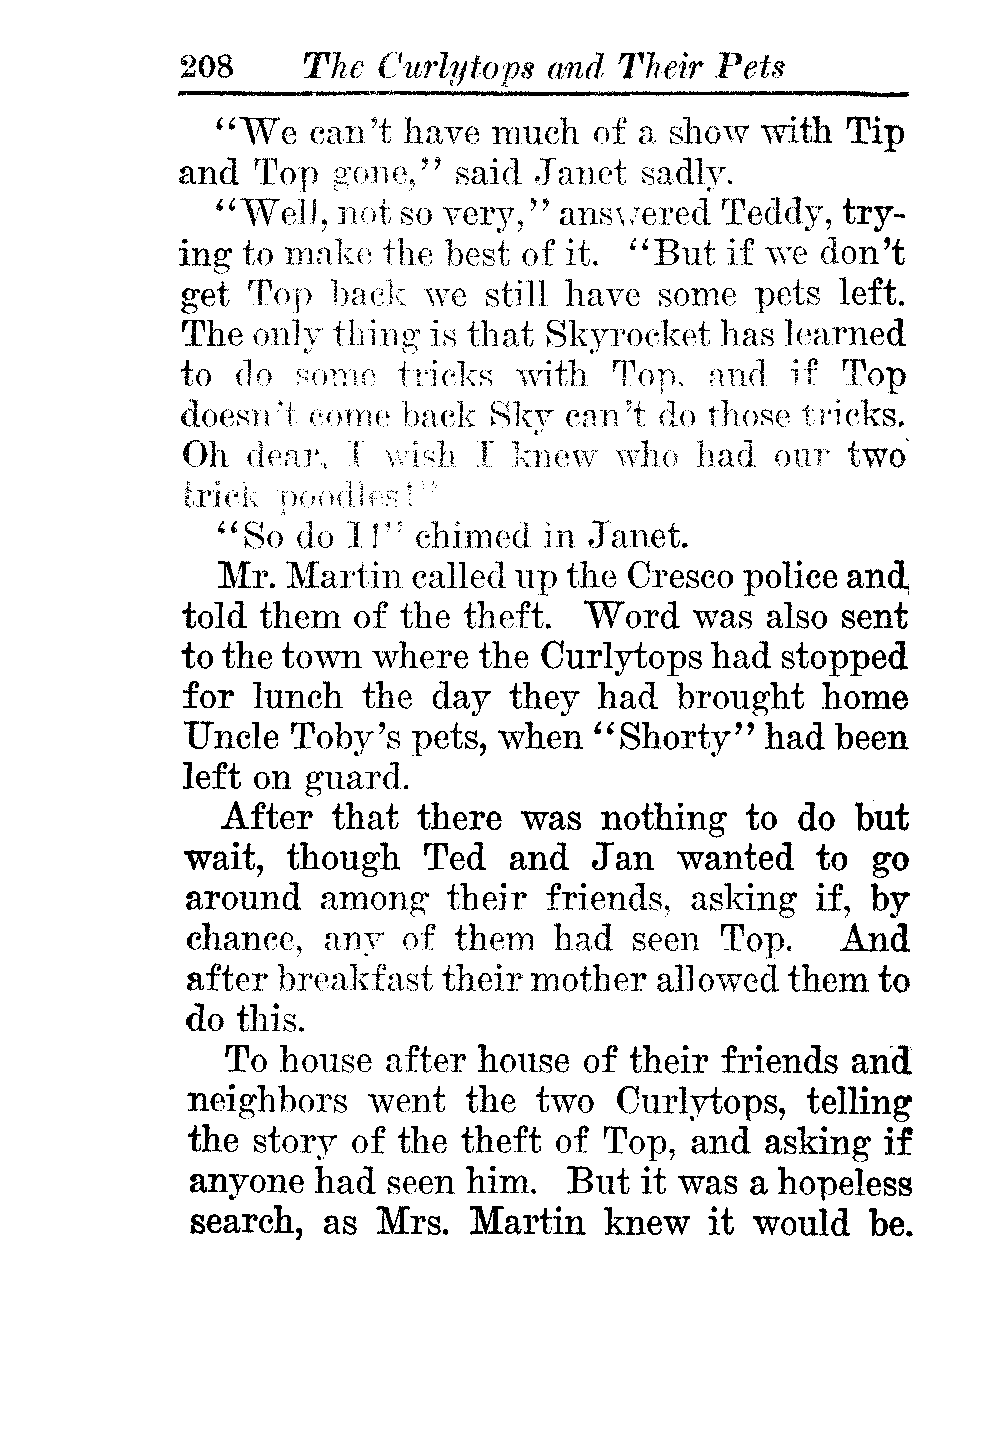 208 The Curlytops and Their Pets
"We can't have much of a show with Tip
and Top gone," said Janet sadly.
"Well, not so very," answered Teddy, try-
ing to make the best of it. "But if we don't
get Top back we still have some pets left.
The only thing is that Skyrocket has learned
to do some tricks with Top, and if Top
doesn't come back Sky can't do those tricks.
Oh dear, I wish I knew who had our two
trick poodles!"
"So do I!" chimed in Janet.
Mr. Martin called up the Cresco police and
told them of the theft. Word was also sent
to the town where the Curlytops had stopped
for lunch the day they had brought home
Uncle Toby's pets, when "Shorty" had been
left on guard.
After that there was nothing to do but
wait, though Ted and Jan wanted to go
around among their friends, asking if, by
chance, any of them had seen Top. And
after breakfast their mother allowed them to
do this.
To house after house of their friends and
neighbors went the two Curlytops, telling
the story of the theft of Top, and asking if
anyone had seen him. But it was a hopeless
search, as Mrs. Martin knew it would be.